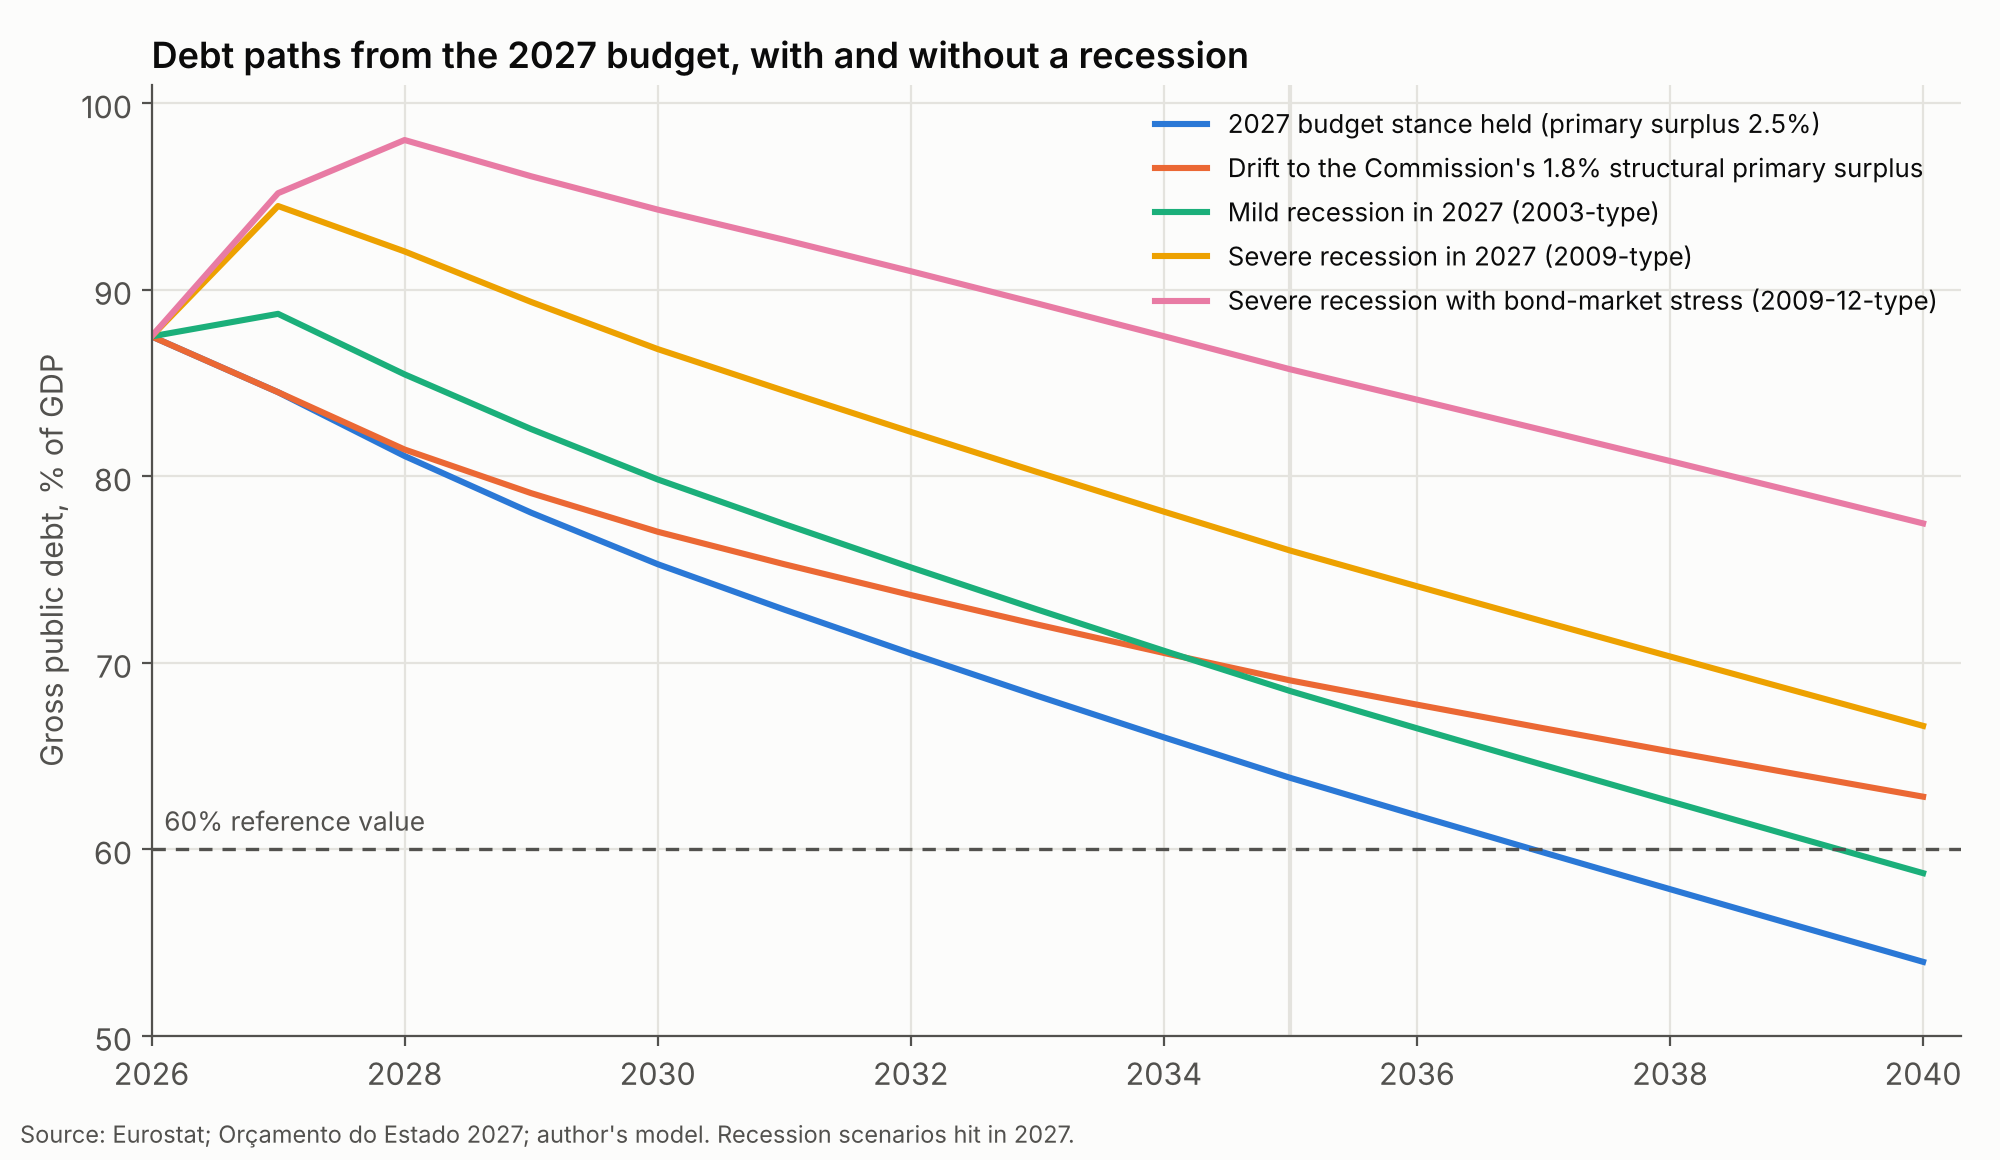 Debt paths from the 2027 budget, with and without a recession
2027 budget stance held (primary surplus 2.5%)
Drift to the Commission's 1.8% structural primary surplus
Mild recession in 2027 (2003-type)
Severe recession in 2027 (2009-type)
Severe recession with bond-market stress (2009-12-type)
Gross public debt, % of GDP
100
90
80
70
60
50
60% reference value
2026 2028 2030 2032 2034 2036 2038 2040
Source: Eurostat; Orçamento do Estado 2027; author's model. Recession scenarios hit in 2027.